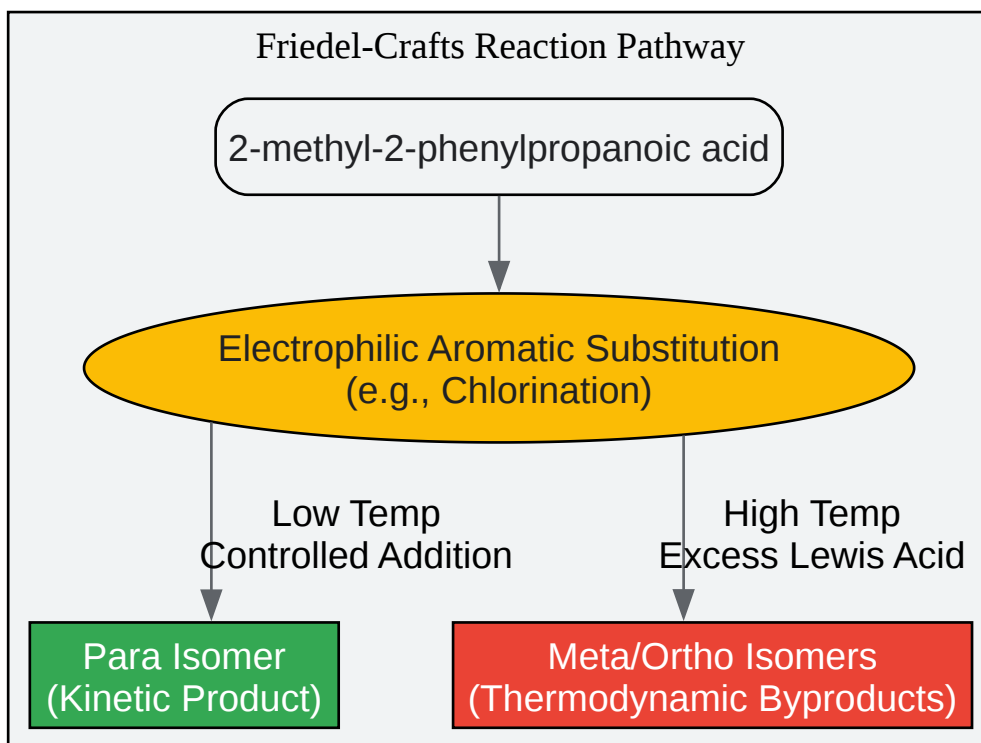 Friedel-Crafts Reaction Pathway
2-methyl-2-phenylpropanoic acid
Electrophilic Aromatic Substitution
(e.g., Chlorination)
Low Temp
Controlled Addition
High Temp
Excess Lewis Acid
Para Isomer
(Kinetic Product)
Meta/Ortho Isomers
(Thermodynamic Byproducts)